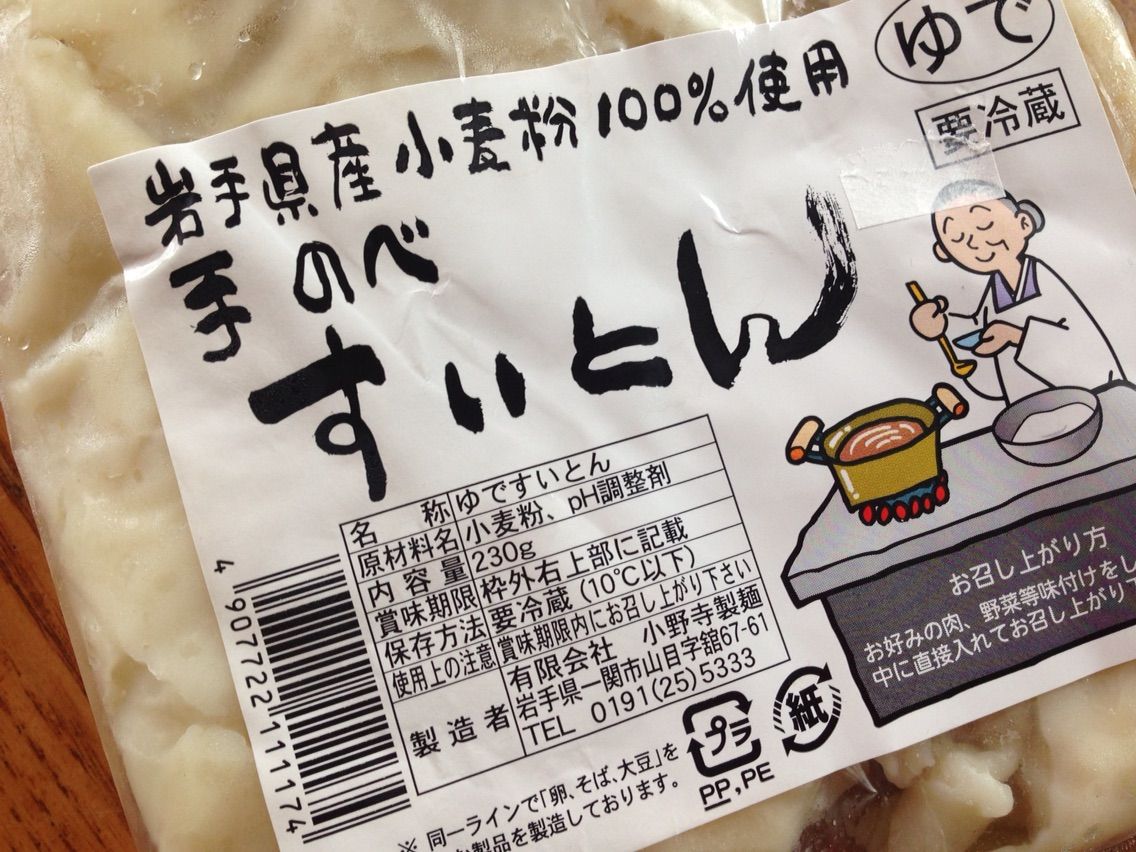 ゆで
要冷蔵
岩手県産小麦粉100%使用
手のべ
すいとん
名称 ゆですいとん
原材料名 小麦粉、pH調整剤
内容量 230g
賞味期限 枠外右上部に記載
保存方法 要冷蔵(10℃以下)
使用上の注意 賞味期限内にお召し上がり下さい
製造者 有限会社 小野寺製麺
岩手県一関市山目字舘67-61
TEL 0191(25)5333
4 907722 111174
プラ
PP,PE
紙
※ 同一ラインで「卵、そば、大豆」を
製品を製造しております。
お召し上がり方
お好みの肉、野菜等味付けをし
中に直接入れてお召し上がり